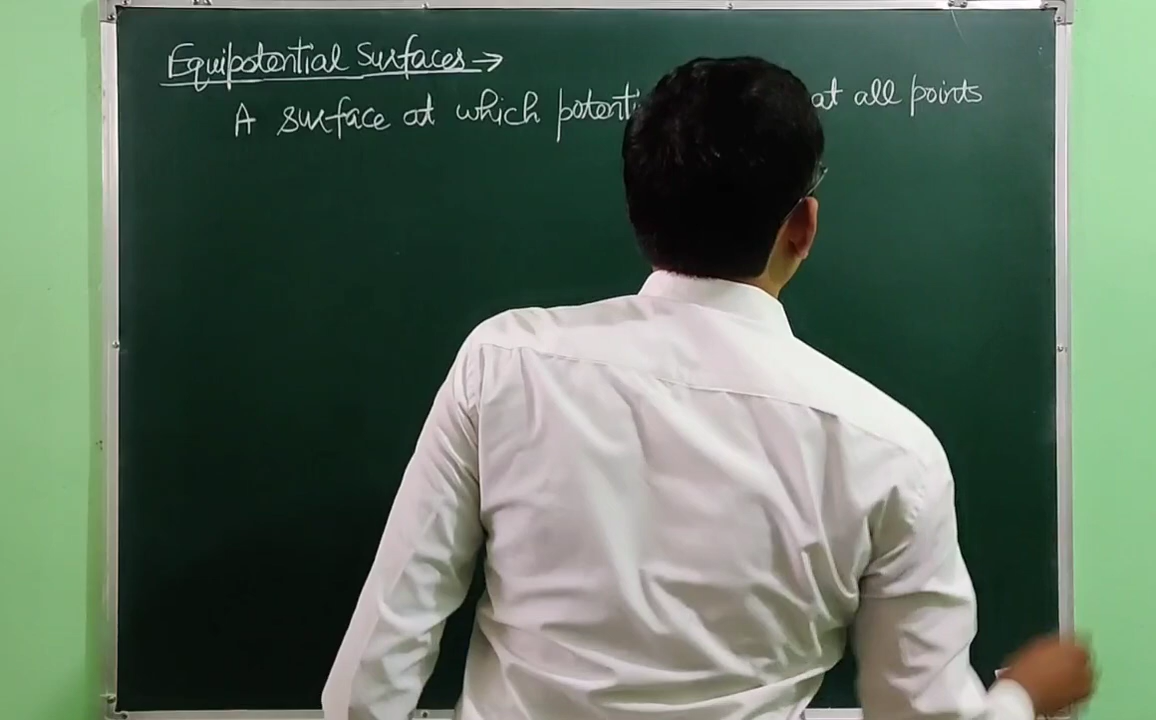 Equipotential Surfaces →
A surface at which potenti at all points